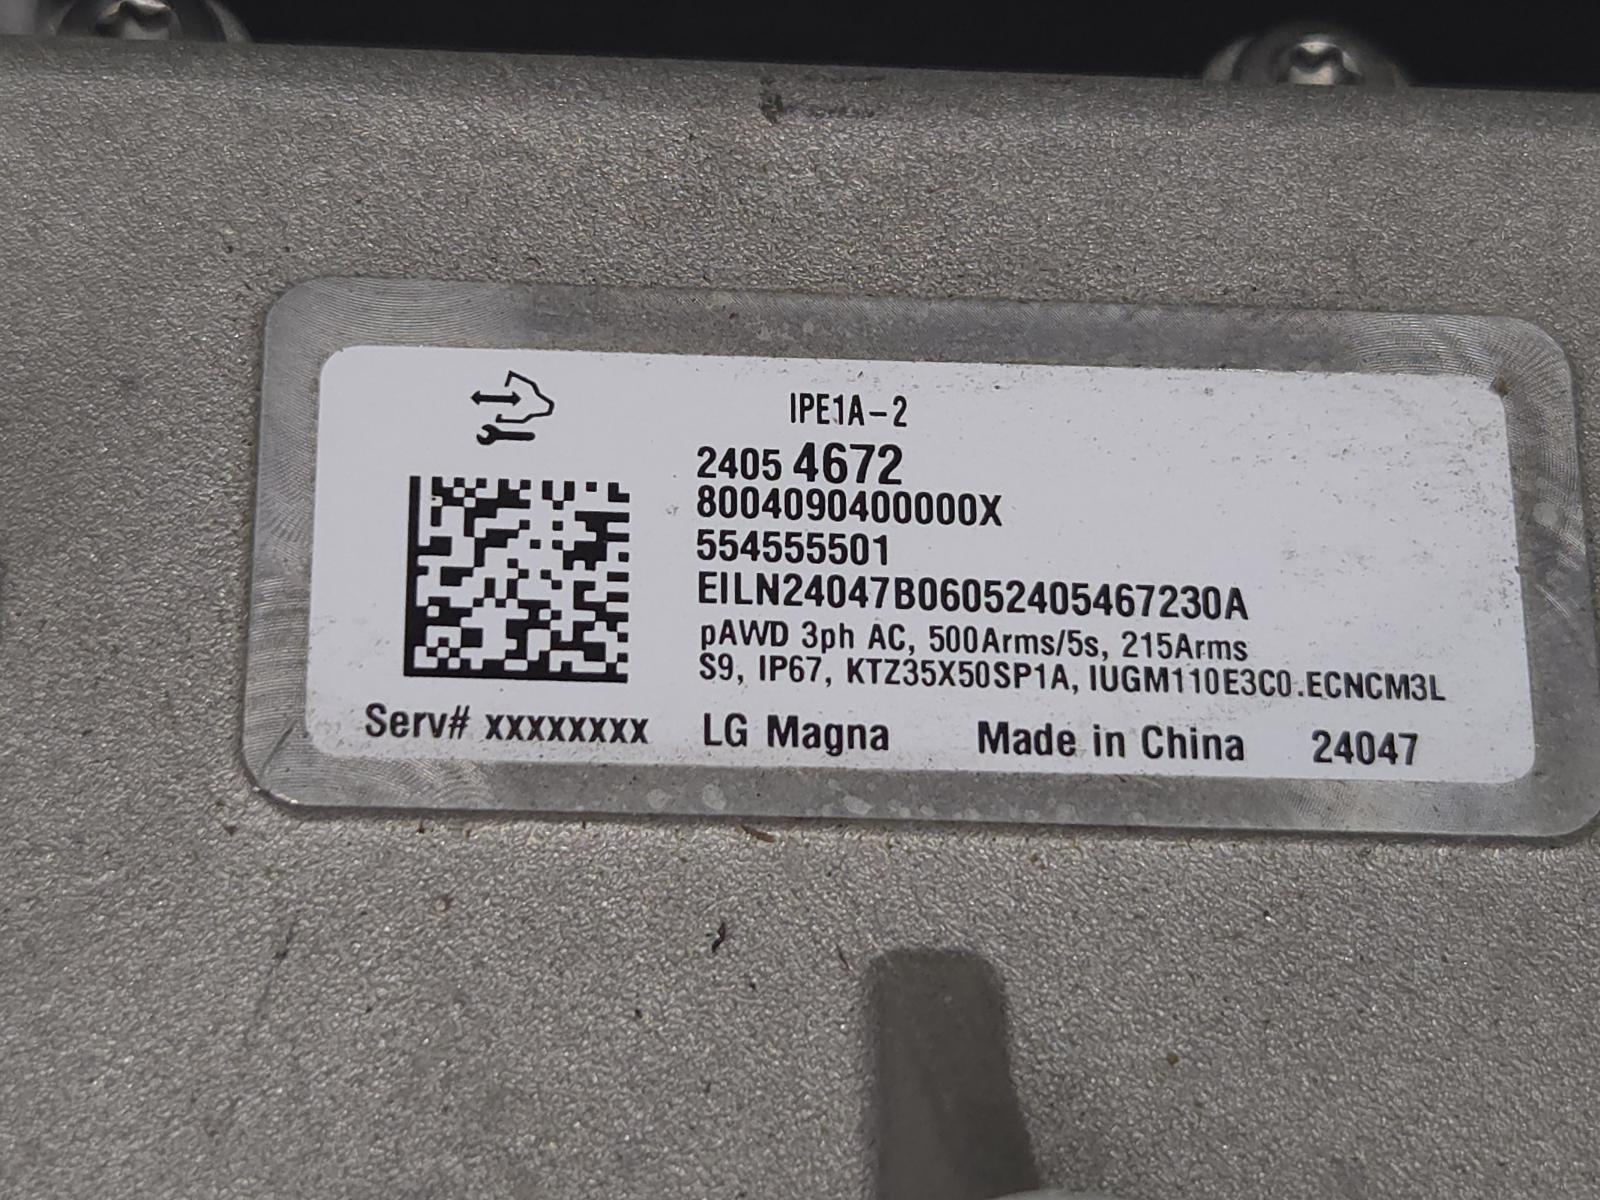 IPE1A-2
2405 4672
8004090400000X
554555501
EILN24047B06052405467230A
pAWD 3ph AC, 500Arms/5s, 215Arms
S9, IP67, KTZ35X50SP1A, IUGM110E3C0.ECNCM3L
Serv# xxxxxxxx LG Magna Made in China 24047